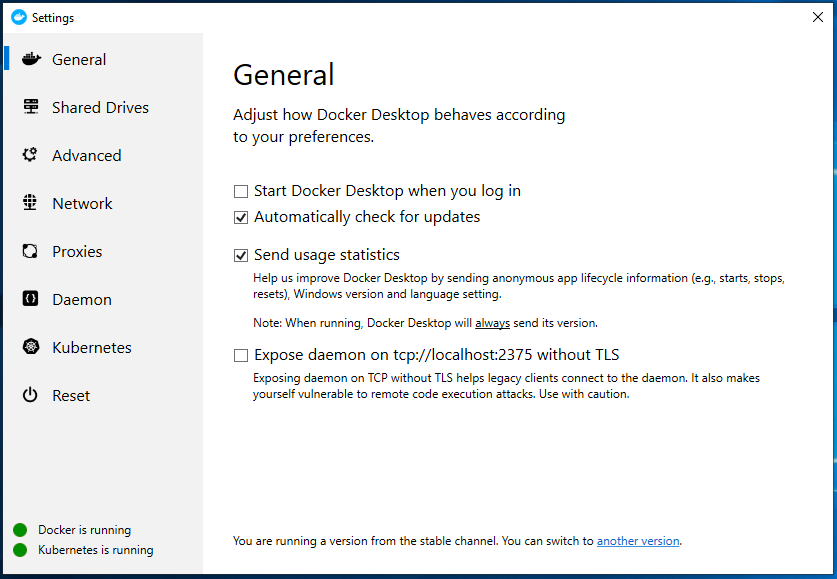 Settings
General
Shared Drives
Advanced
Network
Proxies
Daemon
Kubernetes
Reset
Docker is running
Kubernetes is running
General
Adjust how Docker Desktop behaves according
to your preferences.
Start Docker Desktop when you log in
Automatically check for updates
Send usage statistics
Help us improve Docker Desktop by sending anonymous app lifecycle information (e.g., starts, stops,
resets), Windows version and language setting.
Note: When running, Docker Desktop will always send its version.
Expose daemon on tcp://localhost:2375 without TLS
Exposing daemon on TCP without TLS helps legacy clients connect to the daemon. It also makes
yourself vulnerable to remote code execution attacks. Use with caution.
You are running a version from the stable channel. You can switch to another version.